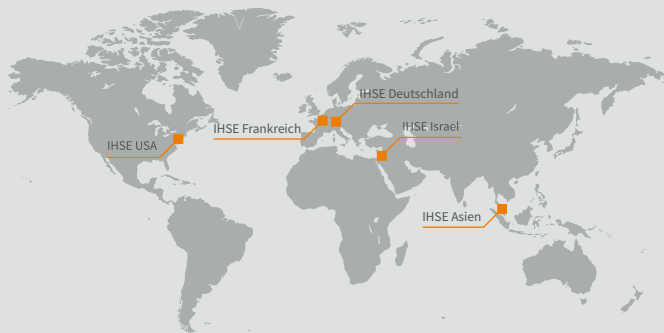 IHSE Deutschland
IHSE Frankreich
IHSE Israel
IHSE USA
IHSE Asien